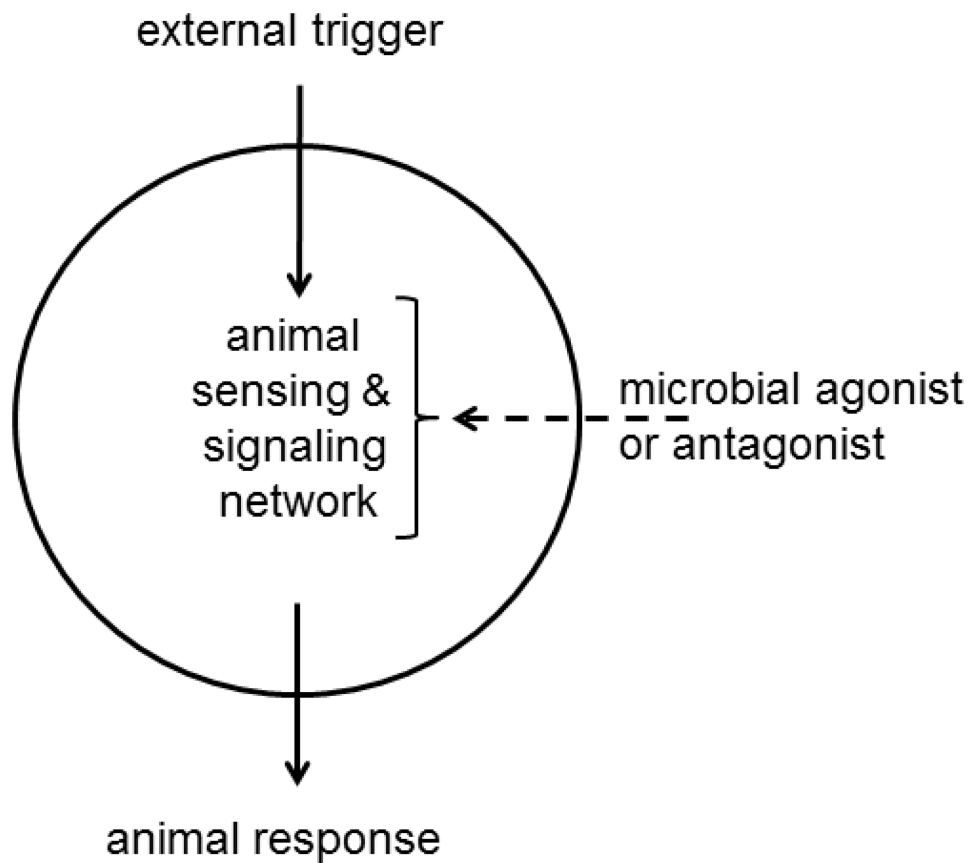 external trigger
animal
sensing &
signaling
network
microbial agonist
or antagonist
animal response